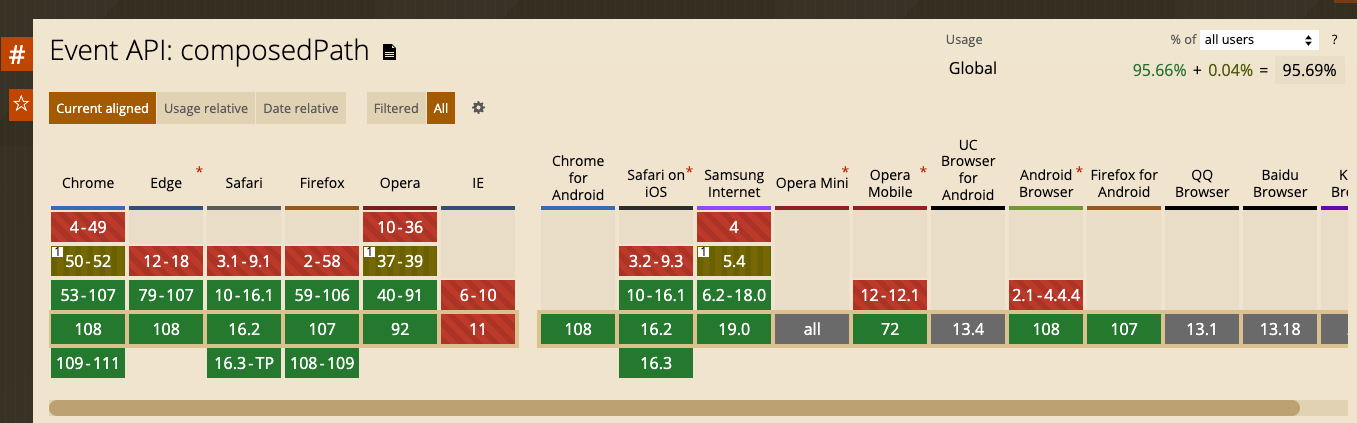 #
Event API: composedPath
Usage % of all users ?
Global 95.66% + 0.04% = 95.69%
☆
Current aligned Usage relative Date relative Filtered All
Chrome Edge * Safari Firefox Opera IE Chrome for Android Safari on iOS * Samsung Internet Opera Mini * Opera Mobile * UC Browser for Android Android Browser * Firefox for Android QQ Browser Baidu Browser
4-49 10-36 4
1 50-52 12-18 3.1-9.1 2-58 1 37-39 3.2-9.3 1 5.4
53-107 79-107 10-16.1 59-106 40-91 6-10 10-16.1 6.2-18.0 12-12.1 2.1-4.4.4
108 108 16.2 107 92 11 108 16.2 19.0 all 72 13.4 108 107 13.1 13.18
109-111 16.3-TP 108-109 16.3